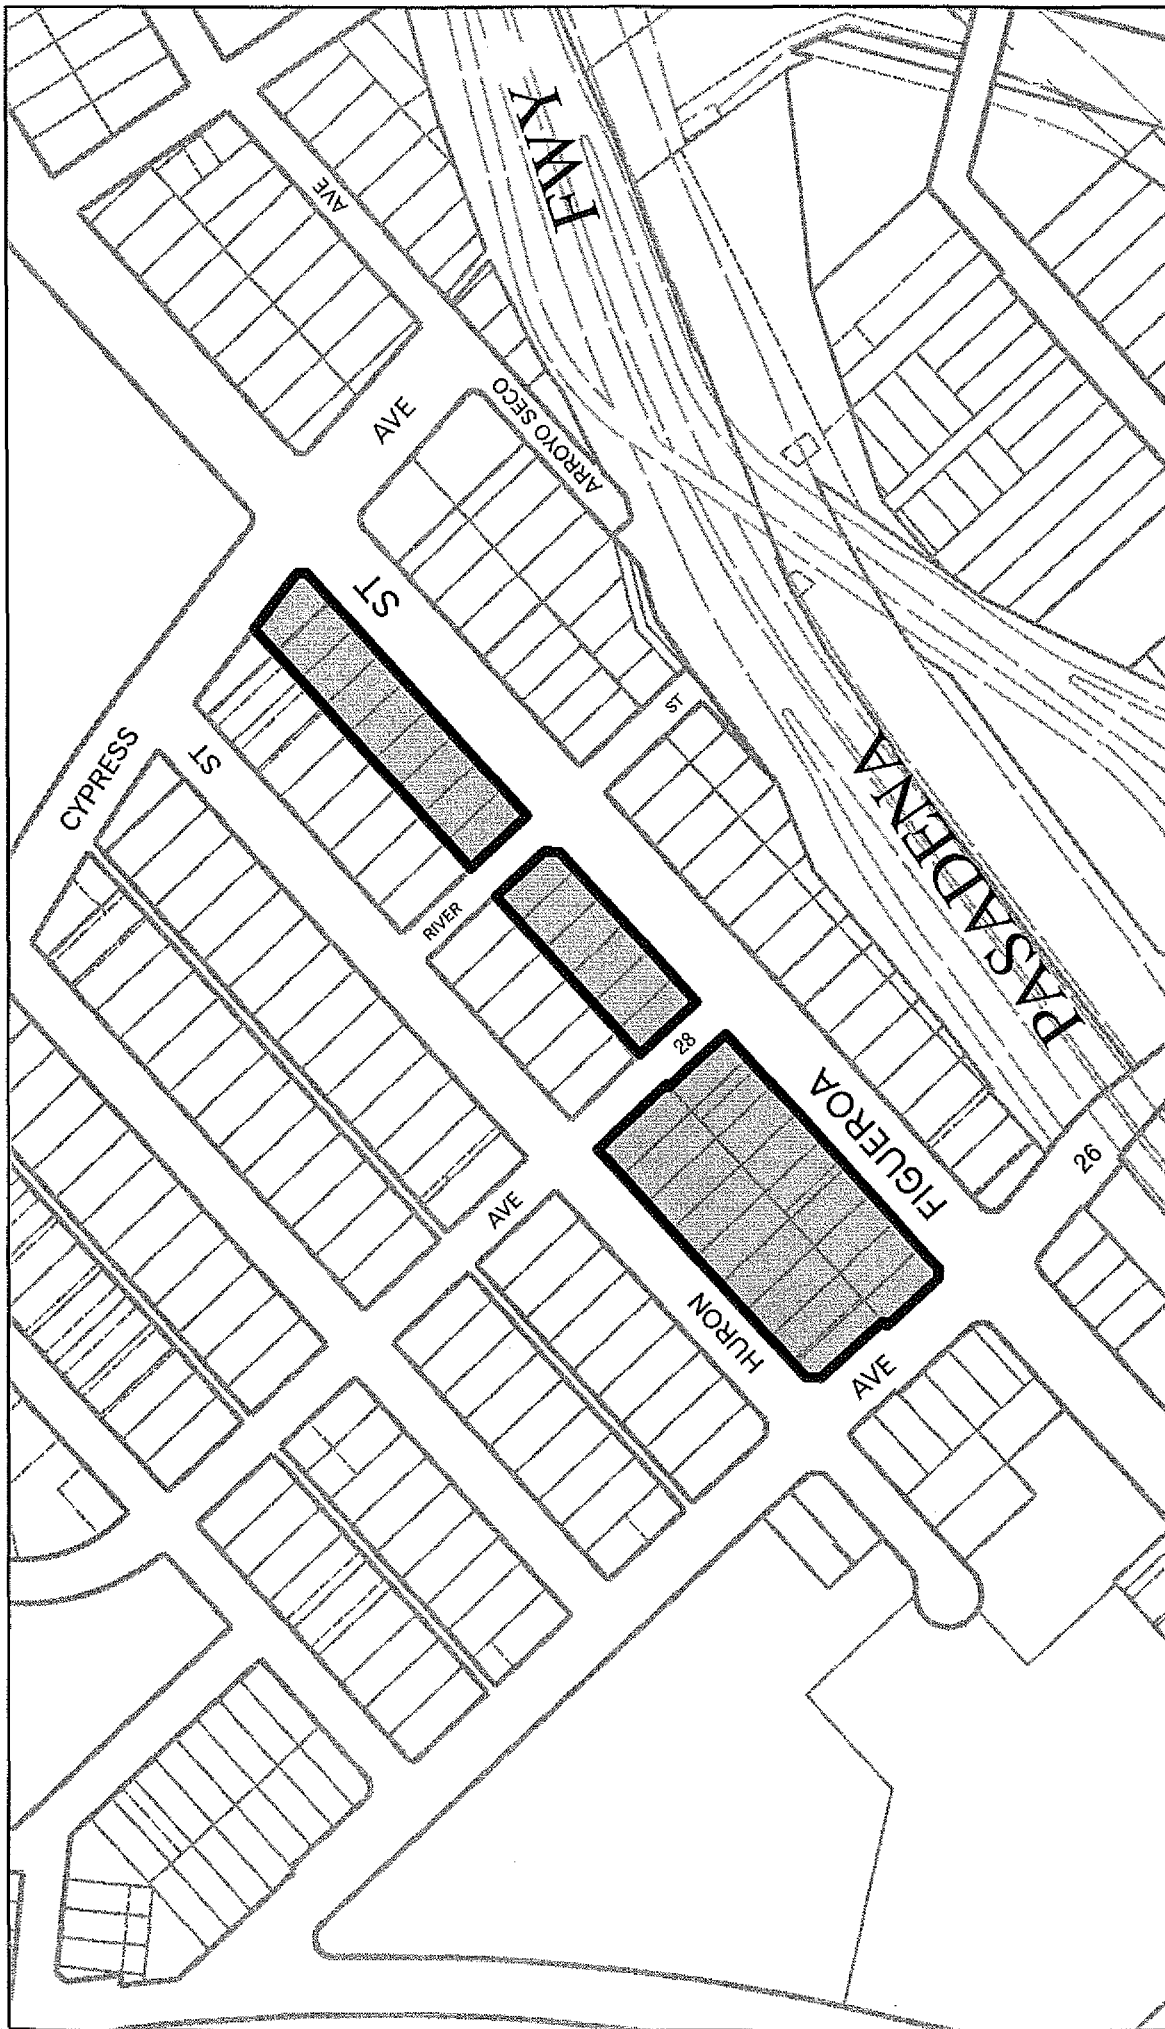 FWY
AVE
AVE
ARROYO SECO
ST
CYPRESS
ST
ST
RIVER
PASADENA
28
FIGUEROA
26
AVE
HURON
AVE